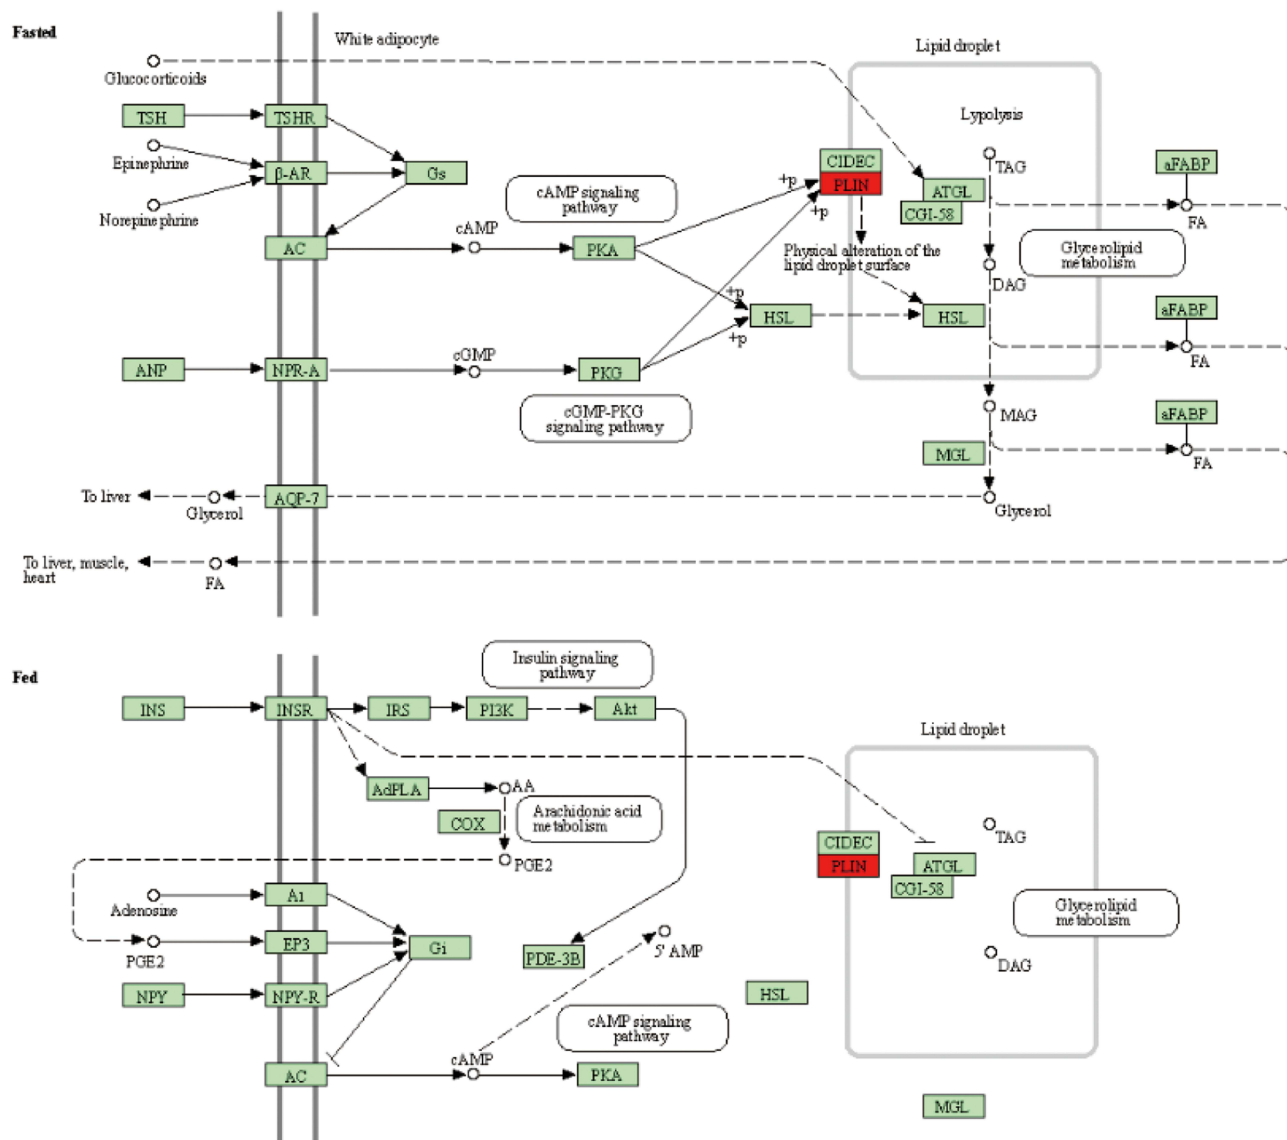 Fasted
White adipocyte
Lipid droplet
Glucocorticoids
TSH
TSHR
Lypolysis
Epinephrine
β-AR
Gs
cAMP signaling
pathway
+p
CIDEC
PLIN
+p
ATGL
CGI-58
TAG
aFABP
FA
Norepinephrine
AC
cAMP
PKA
Physical alteration of the
lipid droplet surface
Glycerolipid
metabolism
DAG
+p
HSL
+p
HSL
aFABP
FA
ANP
NPR-A
cGMP
PKG
cGMP-PKG
signaling pathway
MAG
aFABP
MGL
FA
To liver
Glycerol
AQP-7
Glycerol
To liver, muscle,
heart
FA
Fed
Insulin signaling
pathway
INS
INSR
IRS
PI3K
Akt
Lipid droplet
AdPLA
AA
COX
Arachidonic acid
metabolism
PGE2
CIDEC
PLIN
ATGL
CGI-58
TAG
Adenosine
A1
Glycerolipid
metabolism
PGE2
EP3
Gi
PDE-3B
5' AMP
DAG
NPY
NPY-R
HSL
cAMP signaling
pathway
AC
cAMP
PKA
MGL